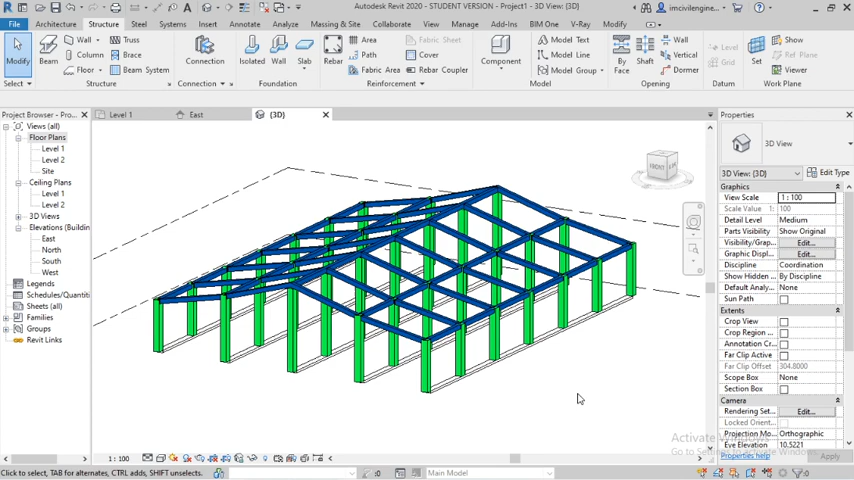 Autodesk Revit 2020 - STUDENT VERSION - Project1 - 3D View: {3D}
imcivilengine...
File Architecture Structure Steel Systems Insert Annotate Analyze Massing & Site Collaborate View Manage Add-Ins BIM One V-Ray Modify
Modify Beam Wall Truss Connection Isolated Wall Slab Rebar Area Fabric Sheet Component Model Text By Face Shaft Wall Level Set Show
Column Brace Path Cover Model Line Vertical Grid Ref Plane
Floor Beam System Fabric Area Rebar Coupler Model Group Dormer Viewer
Select Structure Connection Foundation Reinforcement Model Opening Datum Work Plane
Project Browser - Pro...
Level 1 East {3D}
Properties
Views (all)
Floor Plans
Level 1
Level 2
Site
Ceiling Plans
Level 1
Level 2
3D Views
Elevations (Buildin
East
North
South
West
Legends
Schedules/Quantiti
Sheets (all)
Families
Groups
Revit Links
FRONT
3D View
3D View: {3D} Edit Type
Graphics
View Scale 1 : 100
Scale Value 1: 100
Detail Level Medium
Parts Visibility Show Original
Visibility/Grap... Edit...
Graphic Displ... Edit...
Discipline Coordination
Show Hidden ... By Discipline
Default Analy... None
Sun Path
Extents
Crop View
Crop Region ...
Annotation Cr...
Far Clip Active
Far Clip Offset 304.8000
Scope Box None
Section Box
Camera
Rendering Set... Edit...
Locked Orient...
Projection Mo... Orthographic
Eve Elevation 10.5221
Properties help Apply
Activate Windows
Go to Settings to activate Windows.
1 : 100
Click to select, TAB for alternates, CTRL adds, SHIFT unselects. :0 Main Model :0